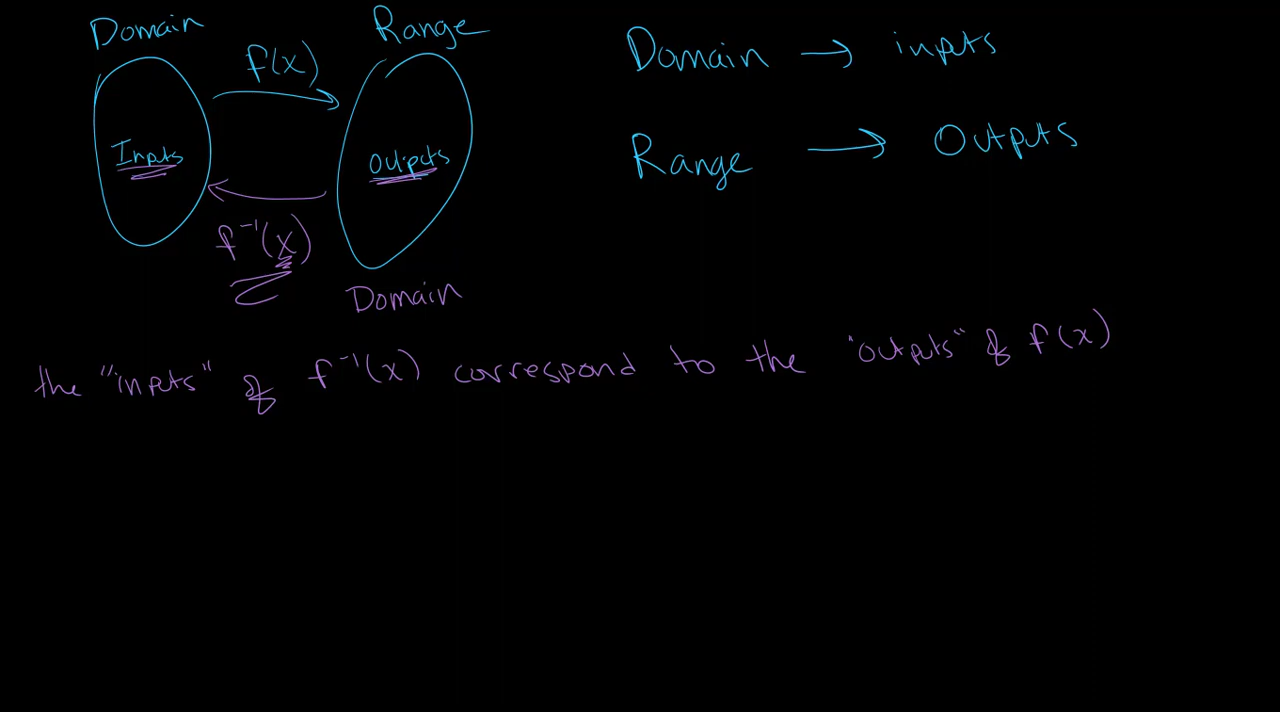 Domain
Range
f(x)
Inputs
Outputs
f⁻¹(x)
Domain
Domain → inputs
Range → Outputs
the "inputs" of f⁻¹(x) correspond to the "outputs" of f(x)